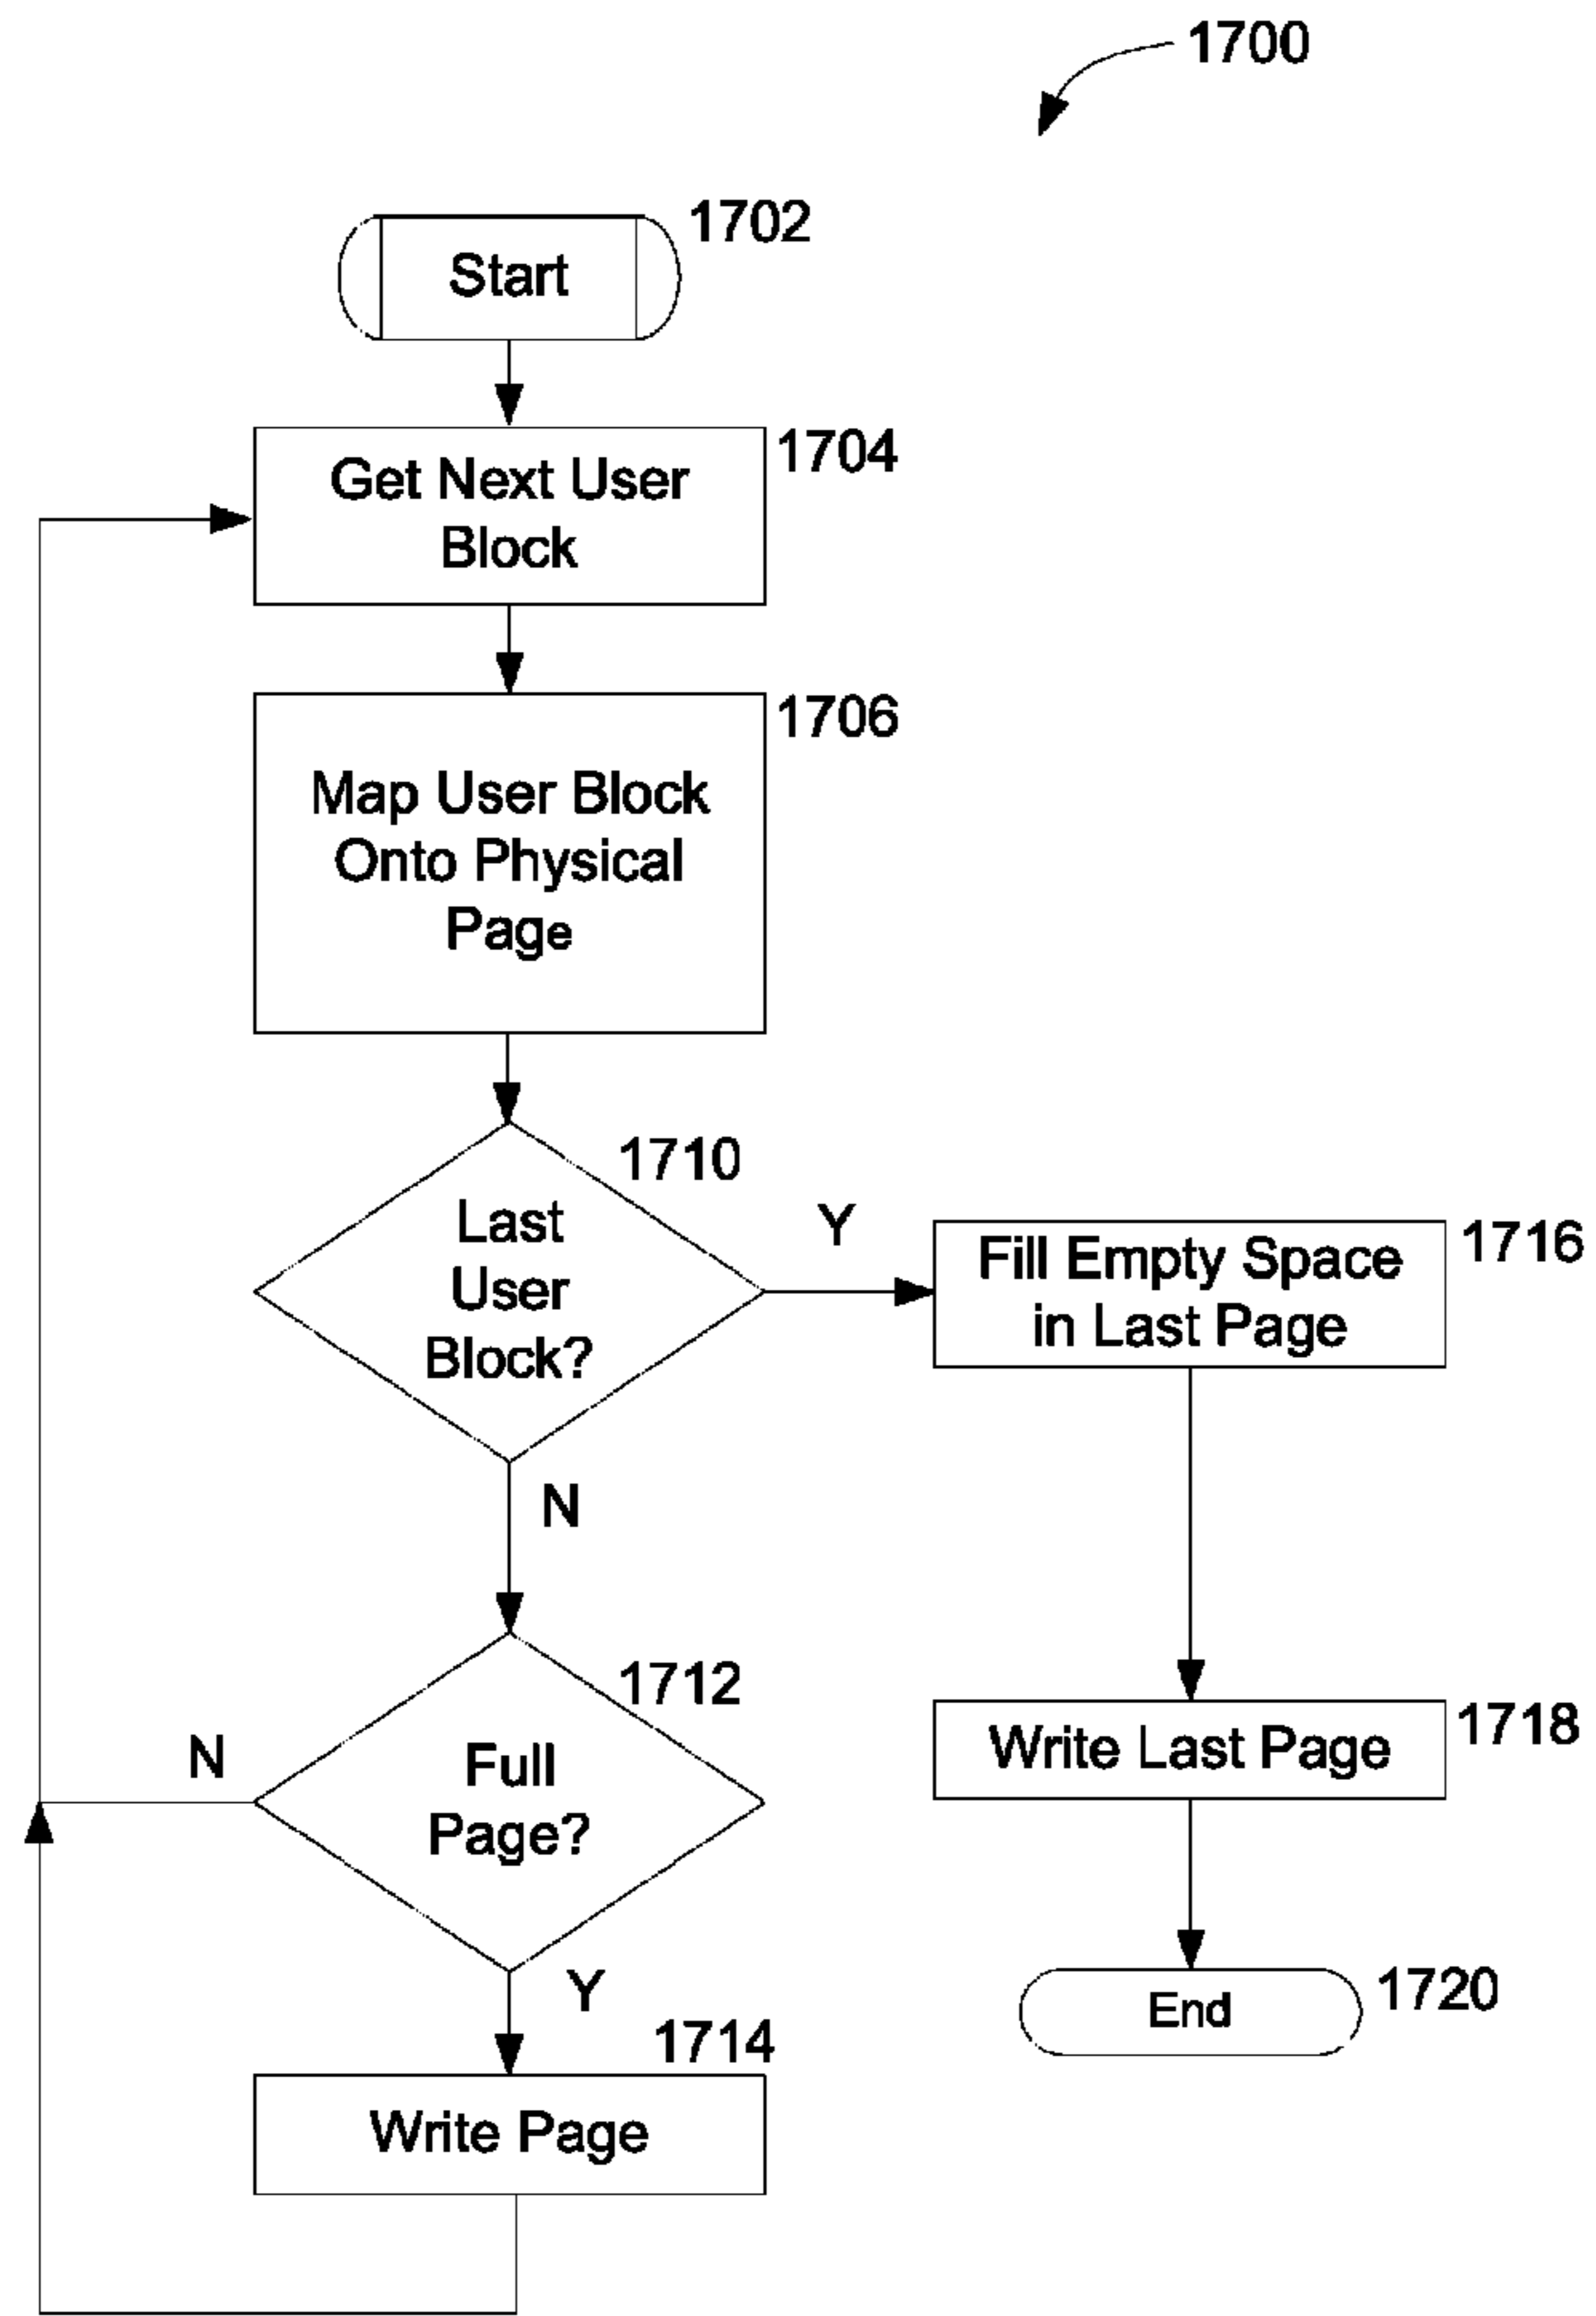 1700
1702
Start
1704
Get Next User
Block
1706
Map User Block
Onto Physical
Page
1710
Last
User
Block?
Y
1716
Fill Empty Space
in Last Page
N
1712
Full
Page?
N
1718
Write Last Page
Y
1720
End
1714
Write Page